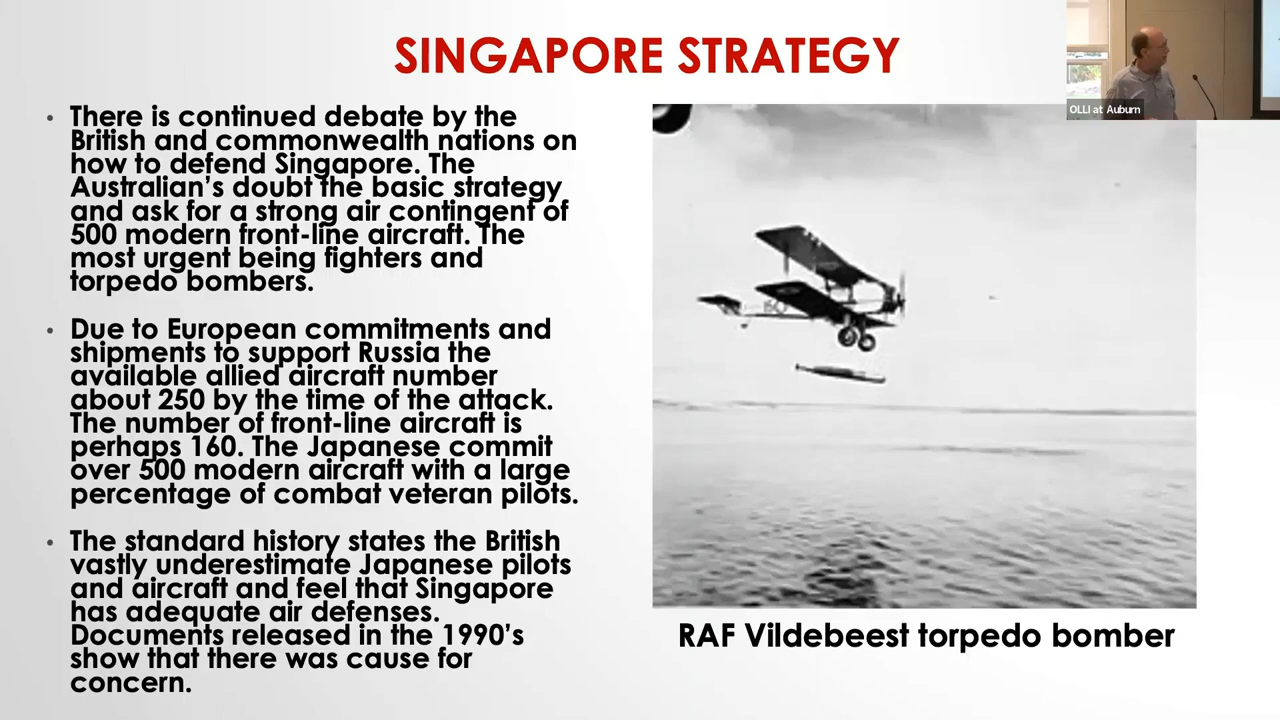 SINGAPORE STRATEGY
• There is continued debate by the
British and commonwealth nations on
how to defend Singapore. The
Australian’s doubt the basic strategy
and ask for a strong air contingent of
500 modern front-line aircraft. The
most urgent being fighters and
torpedo bombers.
• Due to European commitments and
shipments to support Russia the
available allied aircraft number
about 250 by the time of the attack.
The number of front-line aircraft is
perhaps 160. The Japanese commit
over 500 modern aircraft with a large
percentage of combat veteran pilots.
• The standard history states the British
vastly underestimate Japanese pilots
and aircraft and feel that Singapore
has adequate air defenses.
Documents released in the 1990’s
show that there was cause for
concern.
RAF Vildebeest torpedo bomber
OLLI at Auburn